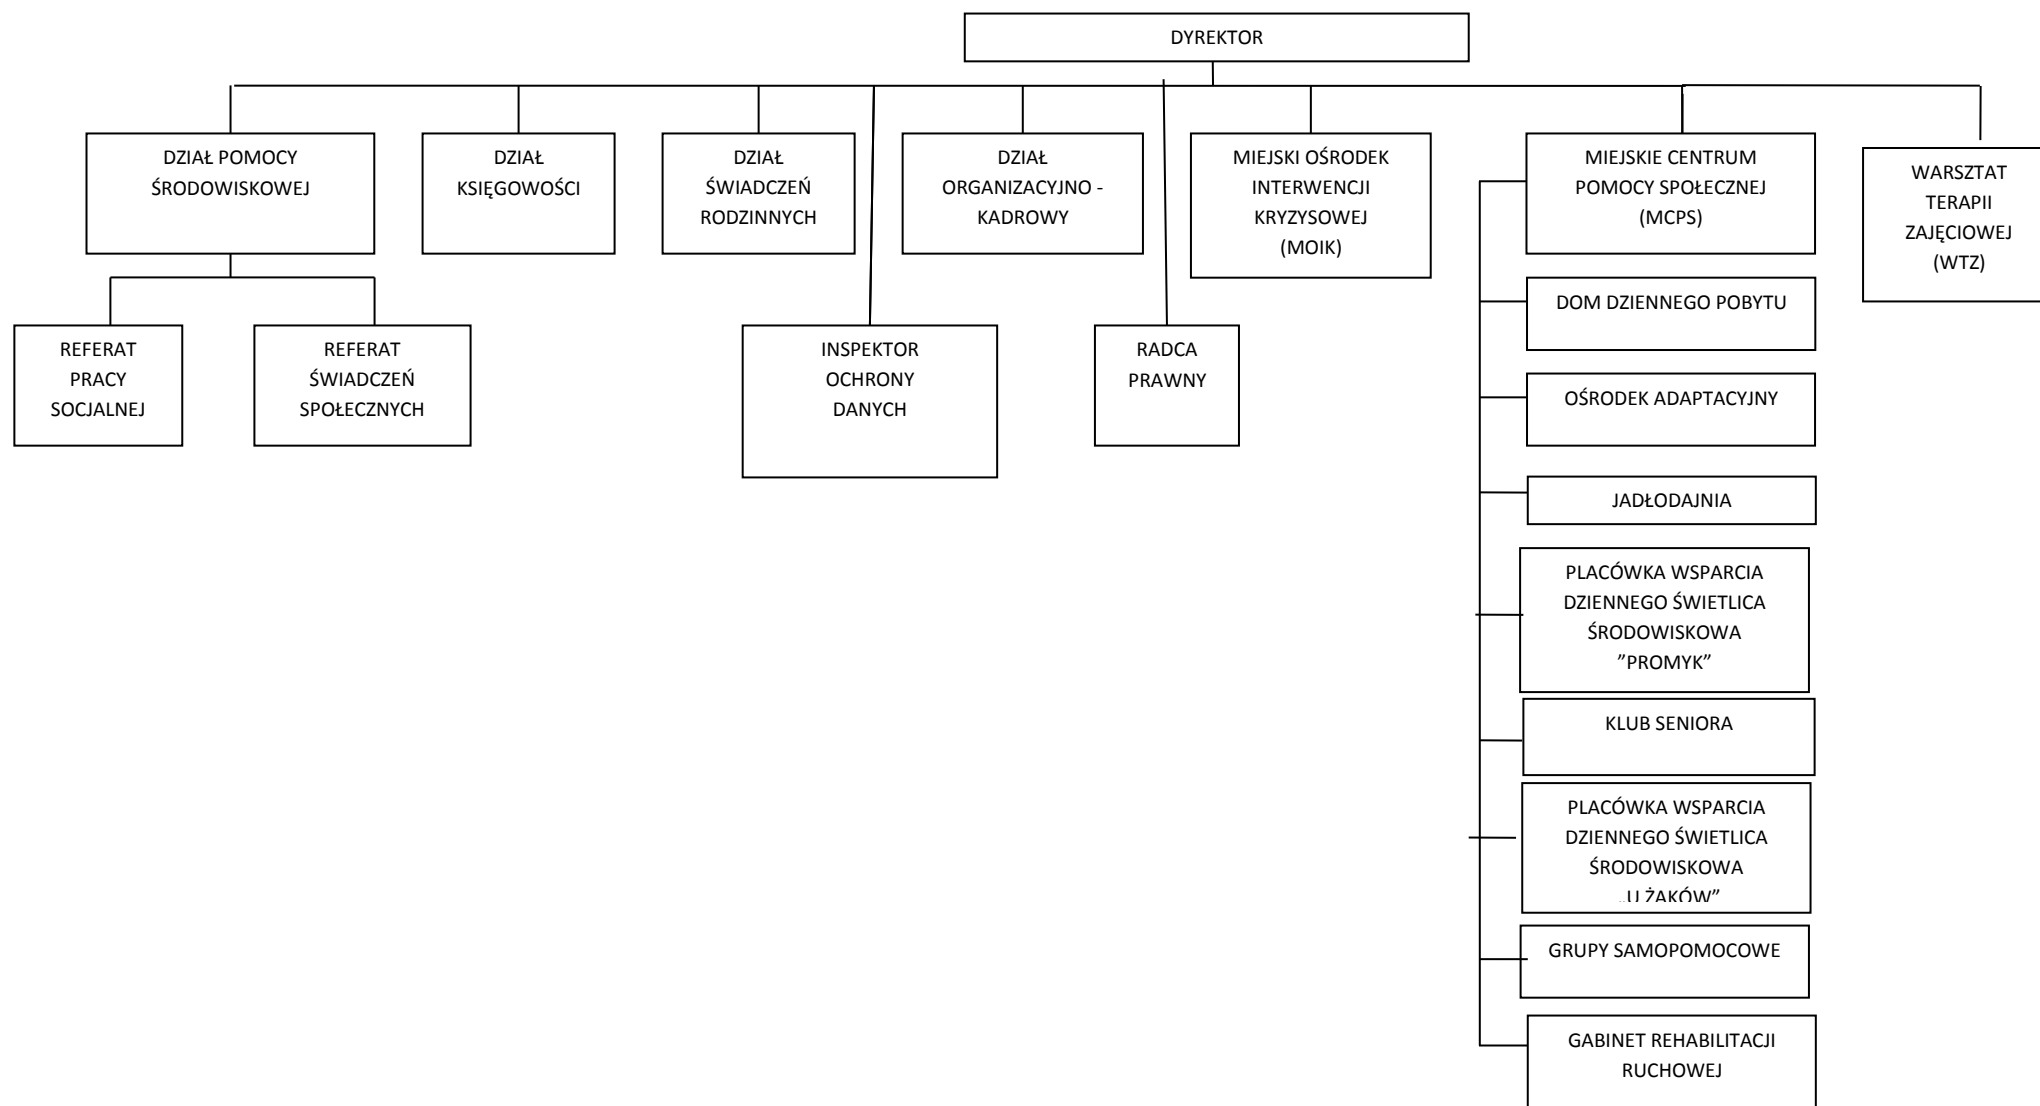 DYREKTOR
DZIAŁ POMOCY
ŚRODOWISKOWEJ
DZIAŁ
KSIĘGOWOŚCI
DZIAŁ
ŚWIADCZEŃ
RODZINNYCH
DZIAŁ
ORGANIZACYJNO -
KADROWY
MIEJSKI OŚRODEK
INTERWENCJI
KRYZYSOWEJ
(MOIK)
MIEJSKIE CENTRUM
POMOCY SPOŁECZNEJ
(MCPS)
WARSZTAT
TERAPII
ZAJĘCIOWEJ
(WTZ)
REFERAT
PRACY
SOCJALNEJ
REFERAT
ŚWIADCZEŃ
SPOŁECZNYCH
INSPEKTOR
OCHRONY
DANYCH
RADCA
PRAWNY
DOM DZIENNEGO POBYTU
OŚRODEK ADAPTACYJNY
JADŁODAJNIA
PLACÓWKA WSPARCIA
DZIENNEGO ŚWIETLICA
ŚRODOWISKOWA
”PROMYK”
KLUB SENIORA
PLACÓWKA WSPARCIA
DZIENNEGO ŚWIETLICA
ŚRODOWISKOWA
„U ŻAKÓW”
GRUPY SAMOPOMOCOWE
GABINET REHABILITACJI
RUCHOWEJ